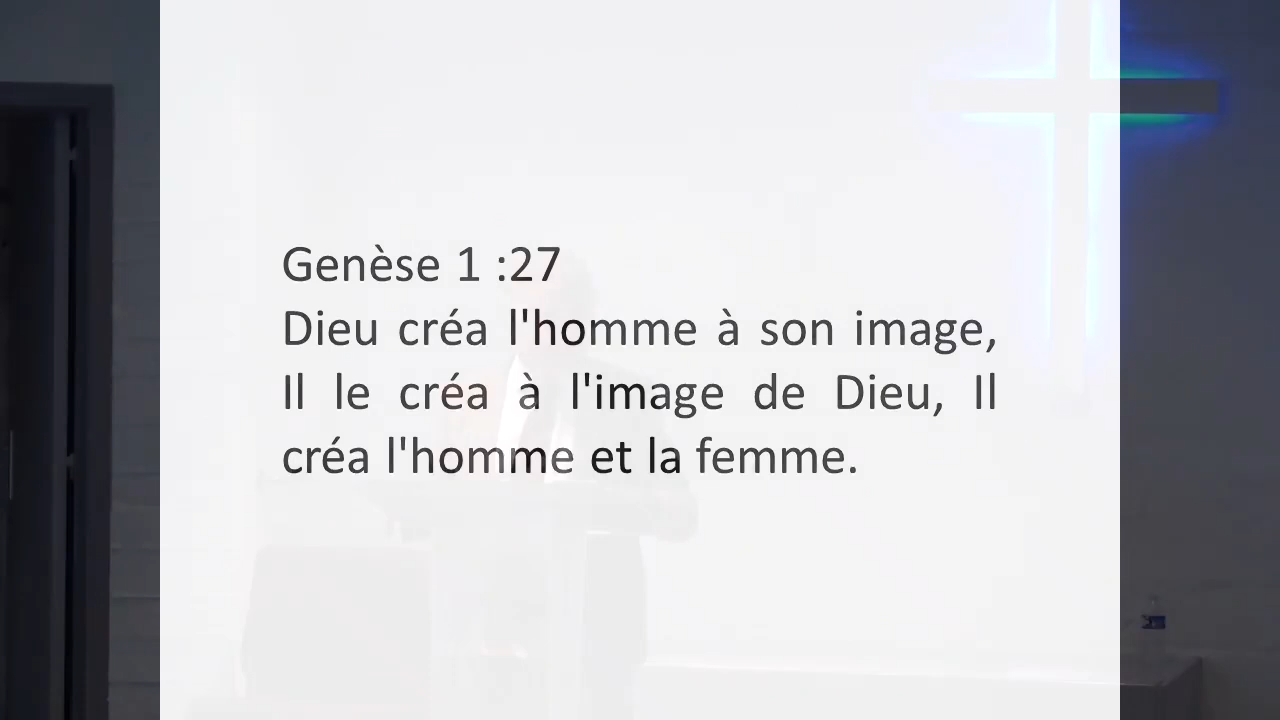 Genèse 1 :27
Dieu créa l'homme à son image,
Il le créa à l'image de Dieu, Il
créa l'homme et la femme.